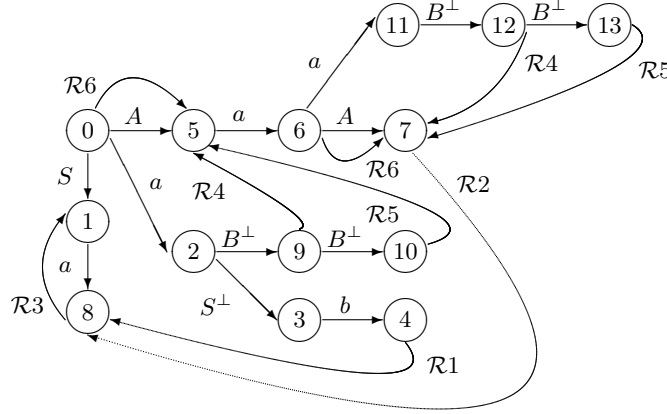 11 B⊥ 12 B⊥ 13
a ℛ4 ℛ5
ℛ6
0 A 5 a 6 A 7
ℛ6
S a ℛ4 ℛ2
1 ℛ5
a 2 B⊥ 9 B⊥ 10
ℛ3 8 S⊥ 3 b 4
ℛ1